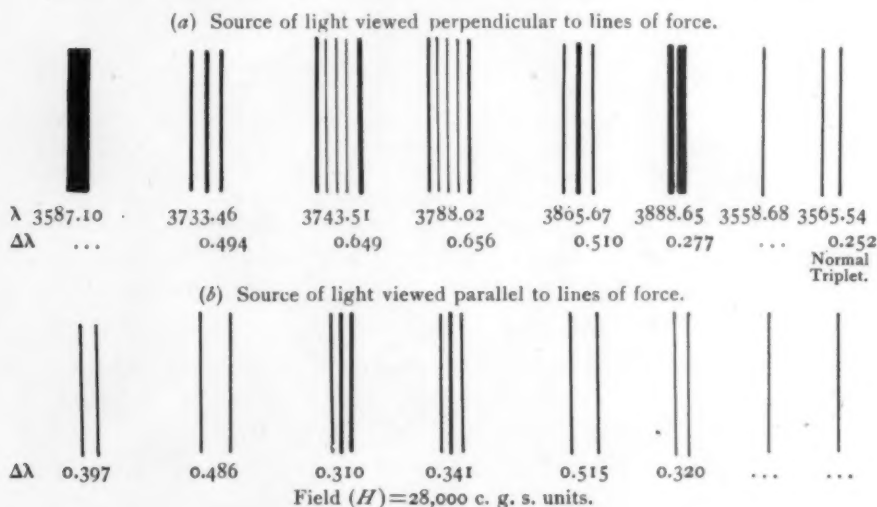 (a) Source of light viewed perpendicular to lines of force.
λ 3587.10 3733.46 3743.51 3788.02 3865.67 3888.65 3558.68 3565.54
Δλ ... 0.494 0.649 0.656 0.510 0.277 ... 0.252
Normal
Triplet.
(b) Source of light viewed parallel to lines of force.
Δλ 0.397 0.486 0.310 0.341 0.515 0.320 ... ...
Field (H)=28,000 c. g. s. units.